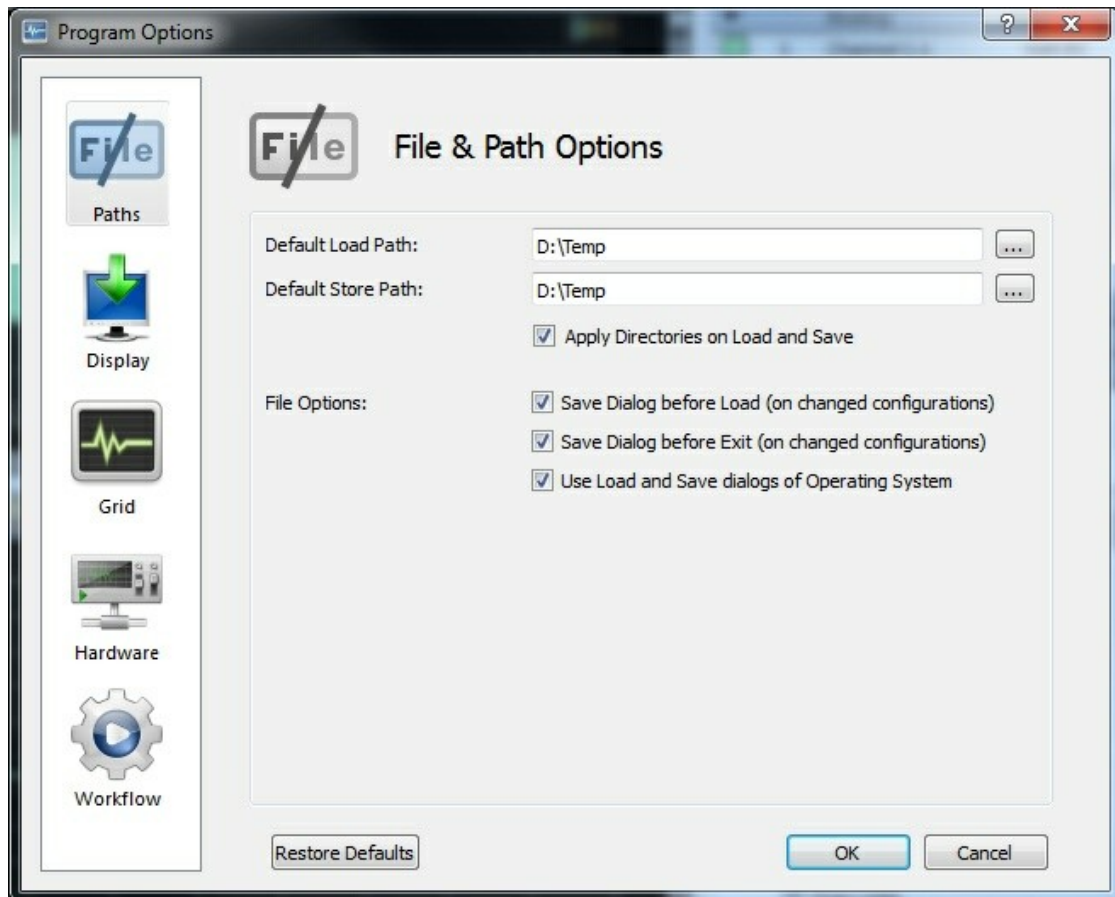 Program Options
?
File
Paths
Display
Grid
Hardware
Workflow
File
File & Path Options
Default Load Path:
D:\Temp
...
Default Store Path:
D:\Temp
...
Apply Directories on Load and Save
File Options:
Save Dialog before Load (on changed configurations)
Save Dialog before Exit (on changed configurations)
Use Load and Save dialogs of Operating System
Restore Defaults
OK
Cancel